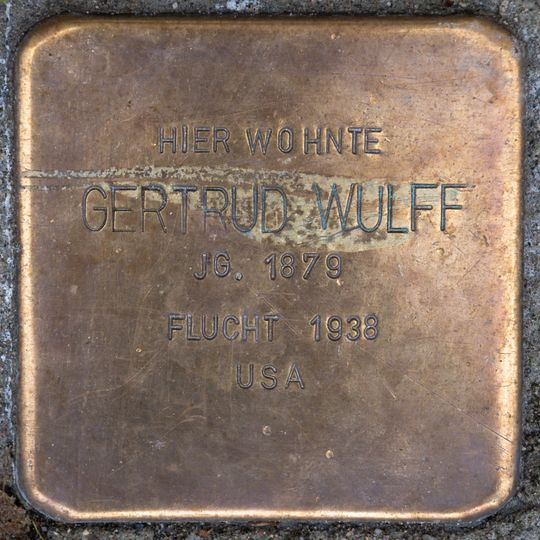 HIER WOHNTE
GERTRUD WULFF
JG. 1879
FLUCHT 1938
USA